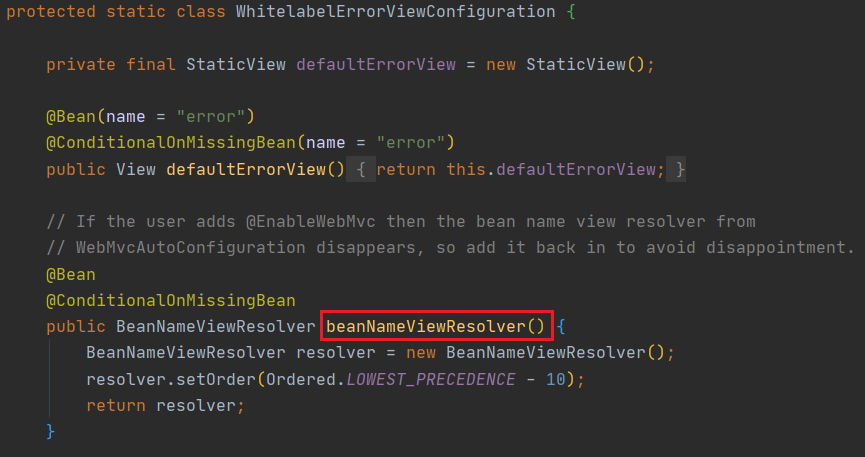 protected static class WhitelabelErrorViewConfiguration {
private final StaticView defaultErrorView = new StaticView();
@Bean(name = "error")
@ConditionalOnMissingBean(name = "error")
public View defaultErrorView() { return this.defaultErrorView; }
// If the user adds @EnableWebMvc then the bean name view resolver from
// WebMvcAutoConfiguration disappears, so add it back in to avoid disappointment.
@Bean
@ConditionalOnMissingBean
public BeanNameViewResolver beanNameViewResolver() {
BeanNameViewResolver resolver = new BeanNameViewResolver();
resolver.setOrder(Ordered.LOWEST_PRECEDENCE - 10);
return resolver;
}